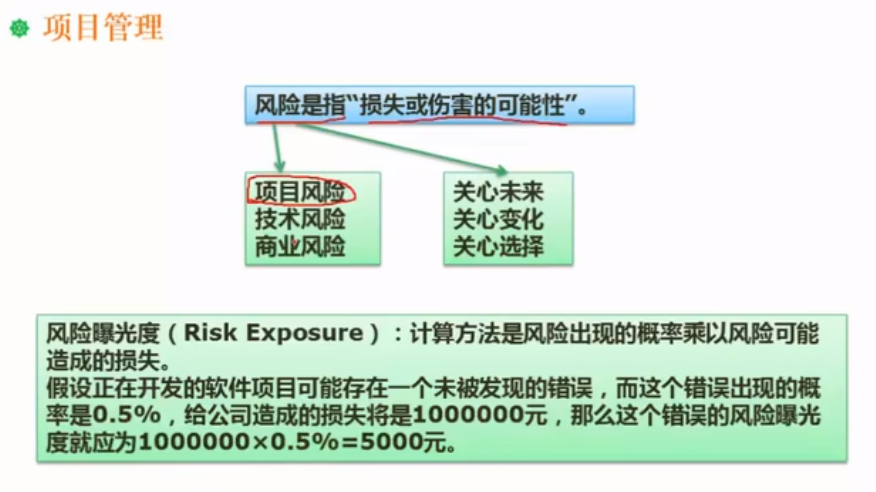 项目管理
风险是指“损失或伤害的可能性”。
项目风险
技术风险
商业风险
关心未来
关心变化
关心选择
风险曝光度（Risk Exposure）：计算方法是风险出现的概率乘以风险可能
造成的损失。
假设正在开发的软件项目可能存在一个未被发现的错误，而这个错误出现的概
率是0.5%，给公司造成的损失将是1000000元，那么这个错误的风险曝光
度就应为1000000×0.5%=5000元。